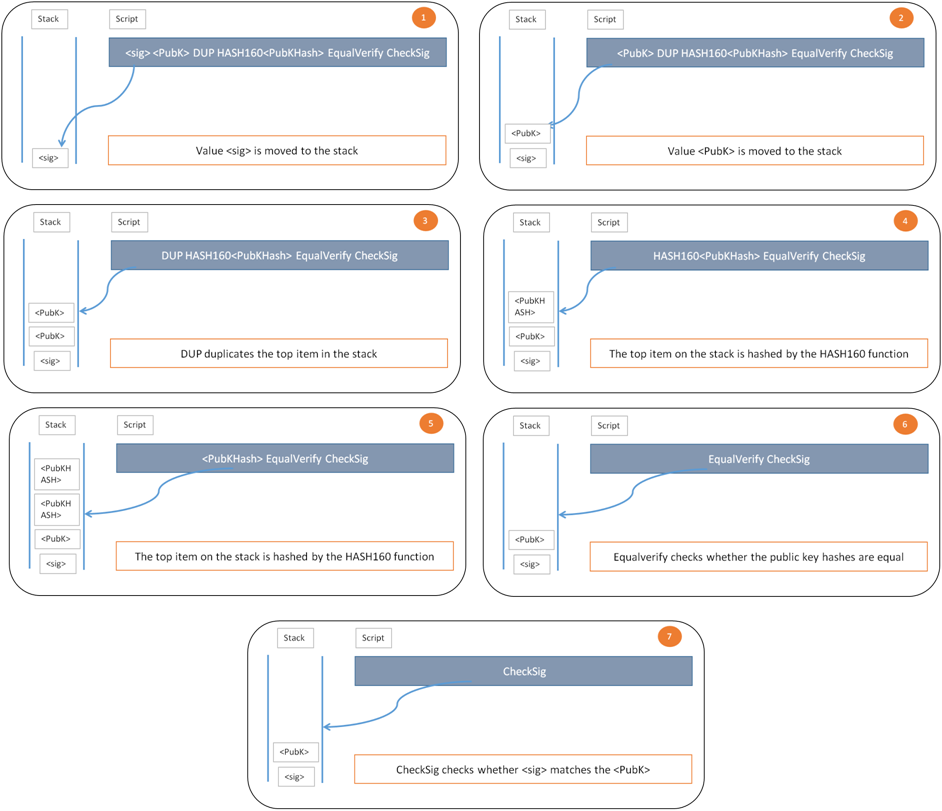 Stack
Script
1
<sig> <PubK> DUP HASH160<PubKHash> EqualVerify CheckSig
<sig>
Value <sig> is moved to the stack
Stack
Script
2
<PubK> DUP HASH160<PubKHash> EqualVerify CheckSig
<PubK>
<sig>
Value <PubK> is moved to the stack
Stack
Script
3
DUP HASH160<PubKHash> EqualVerify CheckSig
<PubK>
<PubK>
<sig>
DUP duplicates the top item in the stack
Stack
Script
4
HASH160<PubKHash> EqualVerify CheckSig
<PubKH
ASH>
<PubK>
<sig>
The top item on the stack is hashed by the HASH160 function
Stack
Script
5
<PubKHash> EqualVerify CheckSig
<PubKH
ASH>
<PubKH
ASH>
<PubK>
<sig>
The top item on the stack is hashed by the HASH160 function
Stack
Script
6
EqualVerify CheckSig
<PubK>
<sig>
Equalverify checks whether the public key hashes are equal
Stack
Script
7
CheckSig
<PubK>
<sig>
CheckSig checks whether <sig> matches the <PubK>